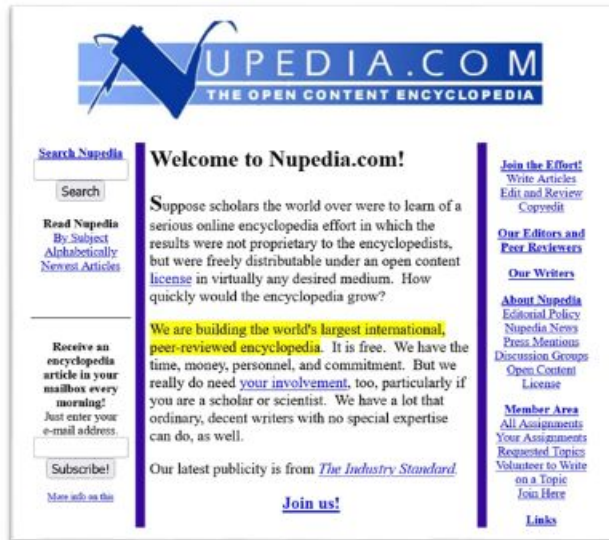 NUPEDIA.COM
THE OPEN CONTENT ENCYCLOPEDIA
Search Nupedia
Search
Read Nupedia
By Subject
Alphabetically
Newest Articles
Receive an
encyclopedia
article in your
mailbox every
morning!
Just enter your
e-mail address.
Subscribe!
More info on this
Welcome to Nupedia.com!
Suppose scholars the world over were to learn of a
serious online encyclopedia effort in which the
results were not proprietary to the encyclopedists,
but were freely distributable under an open content
license in virtually any desired medium. How
quickly would the encyclopedia grow?
We are building the world's largest international,
peer-reviewed encyclopedia. It is free. We have the
time, money, personnel, and commitment. But we
really do need your involvement, too, particularly if
you are a scholar or scientist. We have a lot that
ordinary, decent writers with no special expertise
can do, as well.
Our latest publicity is from The Industry Standard.
Join us!
Join the Effort!
Write Articles
Edit and Review
Copyedit
Our Editors and
Peer Reviewers
Our Writers
About Nupedia
Editorial Policy
Nupedia News
Press Mentions
Discussion Groups
Open Content
License
Member Area
All Assignments
Your Assignments
Requested Topics
Volunteer to Write
on a Topic
Join Here
Links